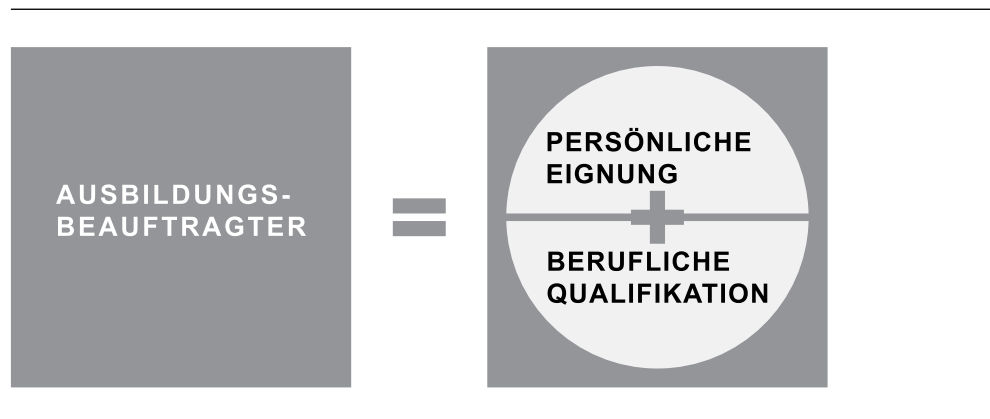 AUSBILDUNGS-
BEAUFTRAGTER
=
PERSÖNLICHE
EIGNUNG
+
BERUFLICHE
QUALIFIKATION